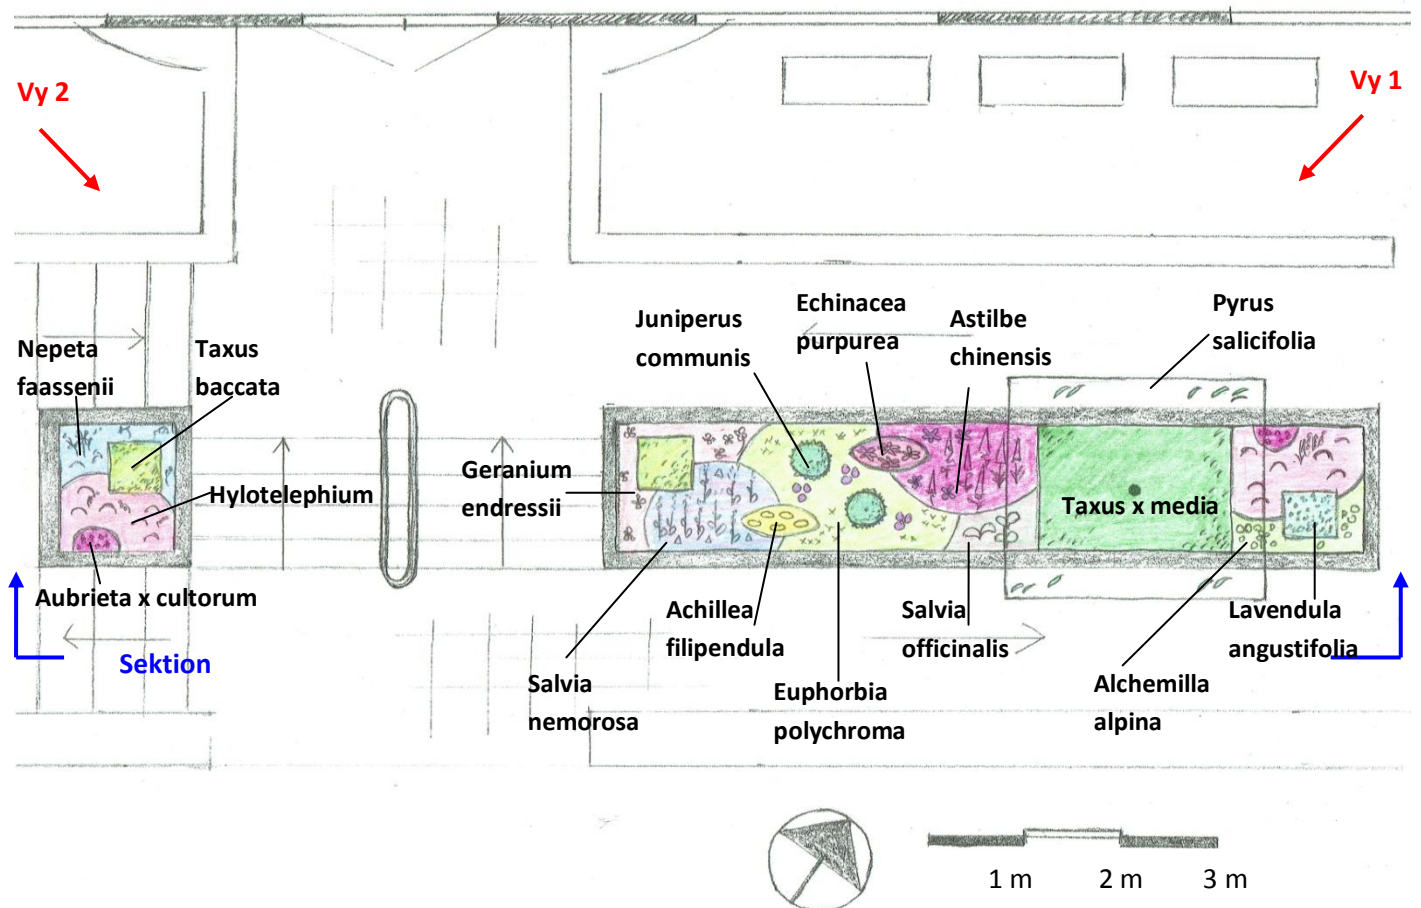 Vy 2
Vy 1
Nepeta
faassenii
Taxus
baccata
Juniperus
communis
Echinacea
purpurea
Astilbe
chinensis
Pyrus
salicifolia
Hylotelephium
Geranium
endressii
Taxus x media
Aubrieta x cultorum
Achillea
filipendula
Salvia
officinalis
Lavendula
angustifolia
Sektion
Salvia
nemorosa
Euphorbia
polychroma
Alchemilla
alpina
1 m
2 m
3 m